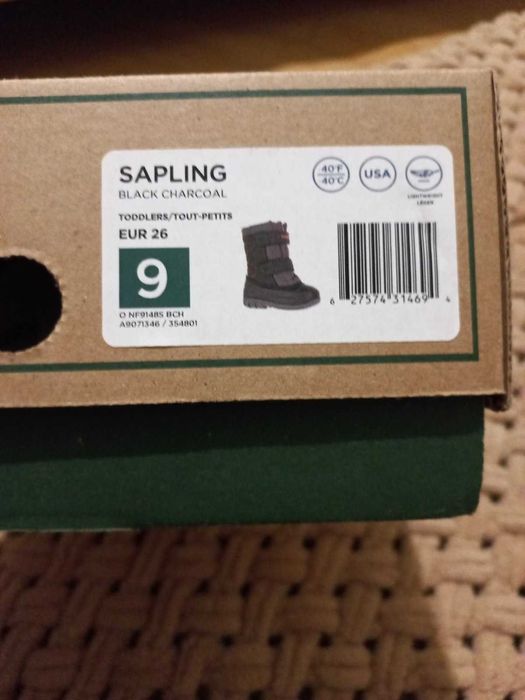 SAPLING
BLACK CHARCOAL
40°F
40°C
USA
LIGHTWEIGHT
LÉGER
TODDLERS/TOUT-PETITS
EUR 26
9
O NF9148S BCH
A9071346 / 354801
6 27574 31469 4